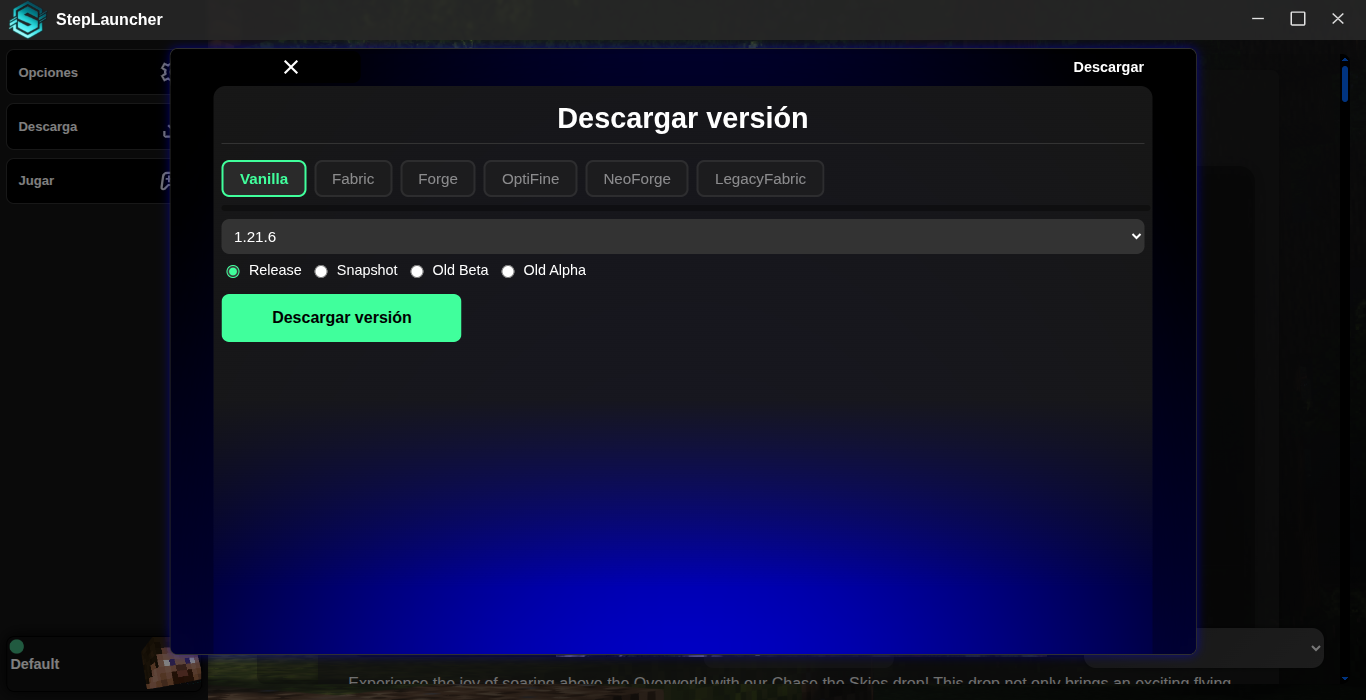 StepLauncher
Opciones
Descarga
Jugar
Descargar
Descargar versión
Vanilla
Fabric
Forge
OptiFine
NeoForge
LegacyFabric
1.21.6
Release
Snapshot
Old Beta
Old Alpha
Descargar versión
Default
Experience the joy of soaring above the Overworld with our Chase the Skies drop! This drop not only brings an exciting flying